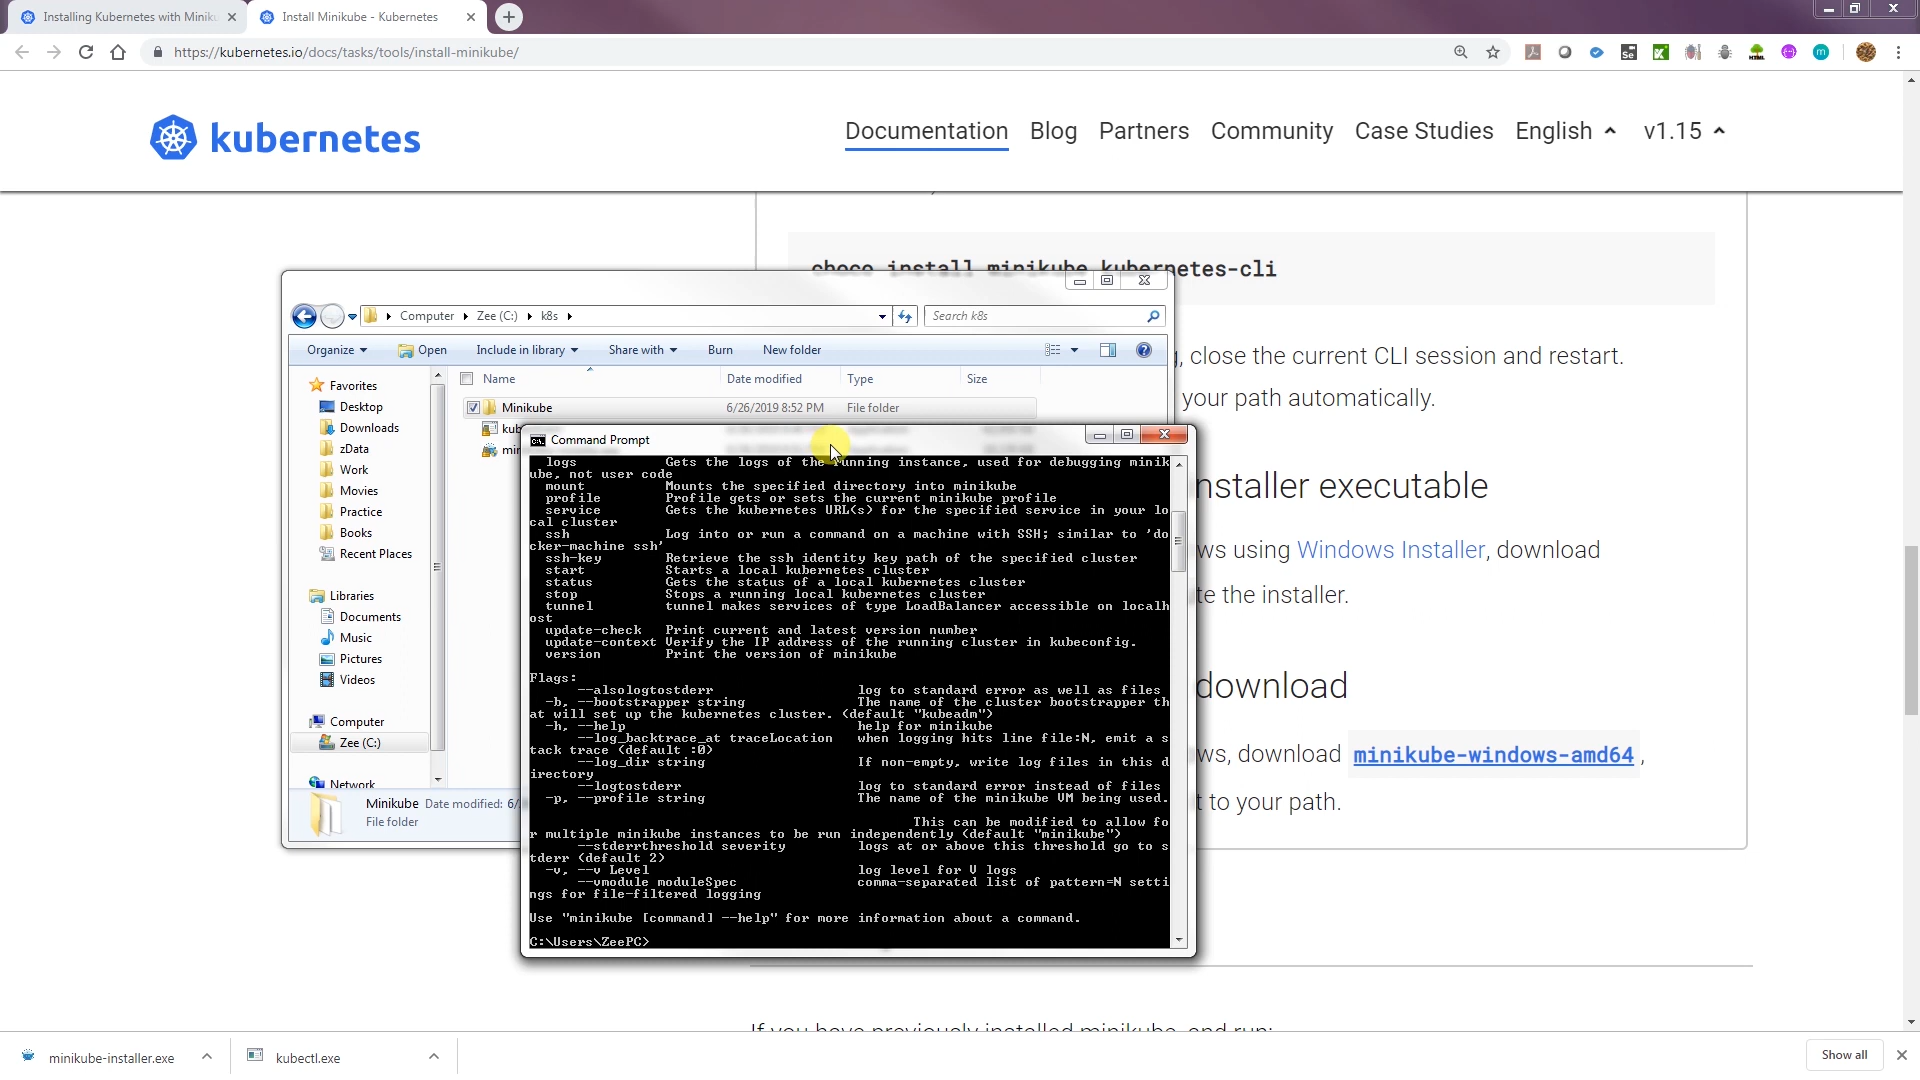 Installing Kubernetes with Miniku
Install Minikube - Kubernetes
https://kubernetes.io/docs/tasks/tools/install-minikube/
kubernetes
Documentation
Blog
Partners
Community
Case Studies
English
v1.15
choco install minikube kubernetes-cli
, close the current CLI session and restart.
your path automatically.
nstaller executable
ws using Windows Installer, download
te the installer.
download
ws, download minikube-windows-amd64,
t to your path.
If you have previously installed minikube, and run:
Computer
Zee (C:)
k8s
Search k8s
Organize
Open
Include in library
Share with
Burn
New folder
Name
Date modified
Type
Size
Minikube
6/26/2019 8:52 PM
File folder
kub
min
Favorites
Desktop
Downloads
zData
Work
Movies
Practice
Books
Recent Places
Libraries
Documents
Music
Pictures
Videos
Computer
Zee (C:)
Network
Minikube Date modified: 6/
File folder
Command Prompt
logs Gets the logs of the running instance, used for debugging minik
ube, not user code
mount Mounts the specified directory into minikube
profile Profile gets or sets the current minikube profile
service Gets the kubernetes URL(s) for the specified service in your lo
cal cluster
ssh Log into or run a command on a machine with SSH; similar to 'do
cker-machine ssh'
ssh-key Retrieve the ssh identity key path of the specified cluster
start Starts a local kubernetes cluster
status Gets the status of a local kubernetes cluster
stop Stops a running local kubernetes cluster
tunnel tunnel makes services of type LoadBalancer accessible on localh
ost
update-check Print current and latest version number
update-context Verify the IP address of the running cluster in kubeconfig.
version Print the version of minikube
Flags:
--alsologtostderr log to standard error as well as files
-b, --bootstrapper string The name of the cluster bootstrapper th
at will set up the kubernetes cluster. (default "kubeadm")
-h, --help help for minikube
--log_backtrace_at traceLocation when logging hits line file:N, emit a s
tack trace (default :0)
--log_dir string If non-empty, write log files in this d
irectory
--logtostderr log to standard error instead of files
-p, --profile string The name of the minikube VM being used.
This can be modified to allow fo
r multiple minikube instances to be run independently (default "minikube")
--stderrthreshold severity logs at or above this threshold go to s
tderr (default 2)
-v, --v Level log level for V logs
--vmodule moduleSpec comma-separated list of pattern=N setti
ngs for file-filtered logging
Use "minikube [command] --help" for more information about a command.
C:\Users\ZeePC>
minikube-installer.exe
kubectl.exe
Show all